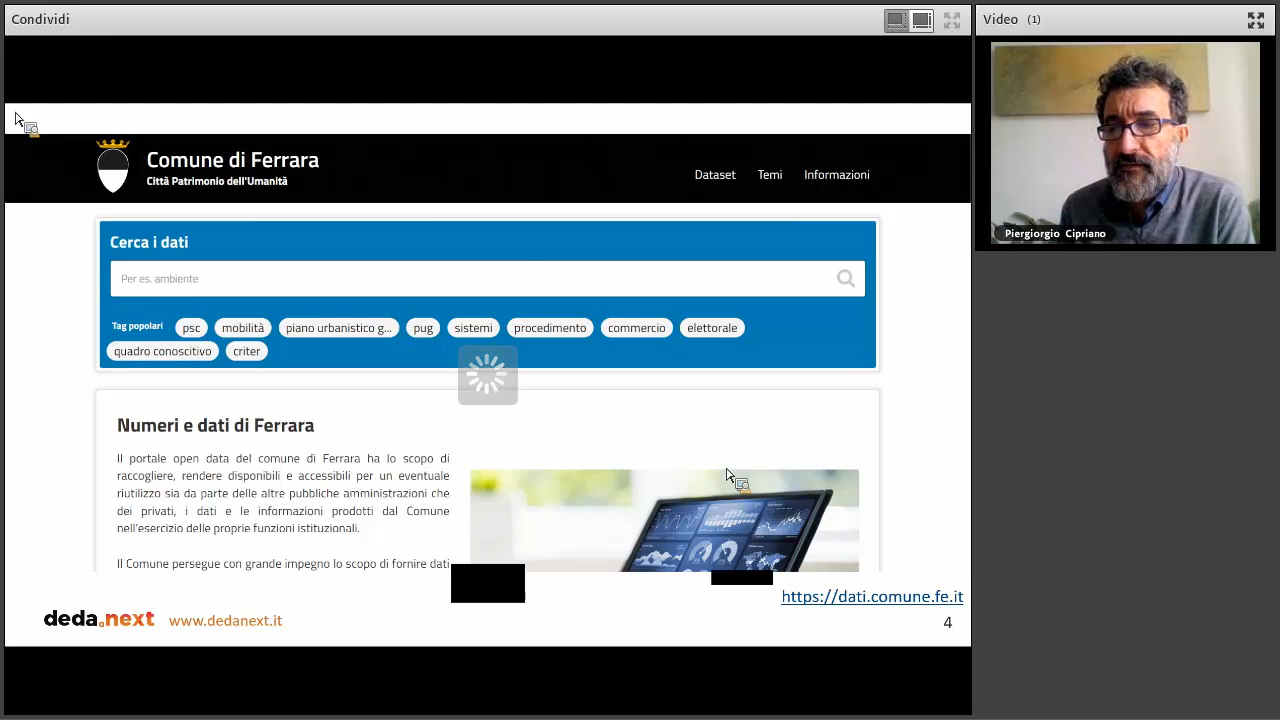 Condividi
Video (1)
Piergiorgio Cipriano
Comune di Ferrara
Città Patrimonio dell'Umanità
Dataset Temi Informazioni
Cerca i dati
Per es. ambiente
Tag popolari psc mobilità piano urbanistico g... pug sistemi procedimento commercio elettorale
quadro conoscitivo criter
Numeri e dati di Ferrara
Il portale open data del comune di Ferrara ha lo scopo di
raccogliere, rendere disponibili e accessibili per un eventuale
riutilizzo sia da parte delle altre pubbliche amministrazioni che
dei privati, i dati e le informazioni prodotti dal Comune
nell'esercizio delle proprie funzioni istituzionali.
Il Comune persegue con grande impegno lo scopo di fornire dati
https://dati.comune.fe.it
deda.next www.dedanext.it
4